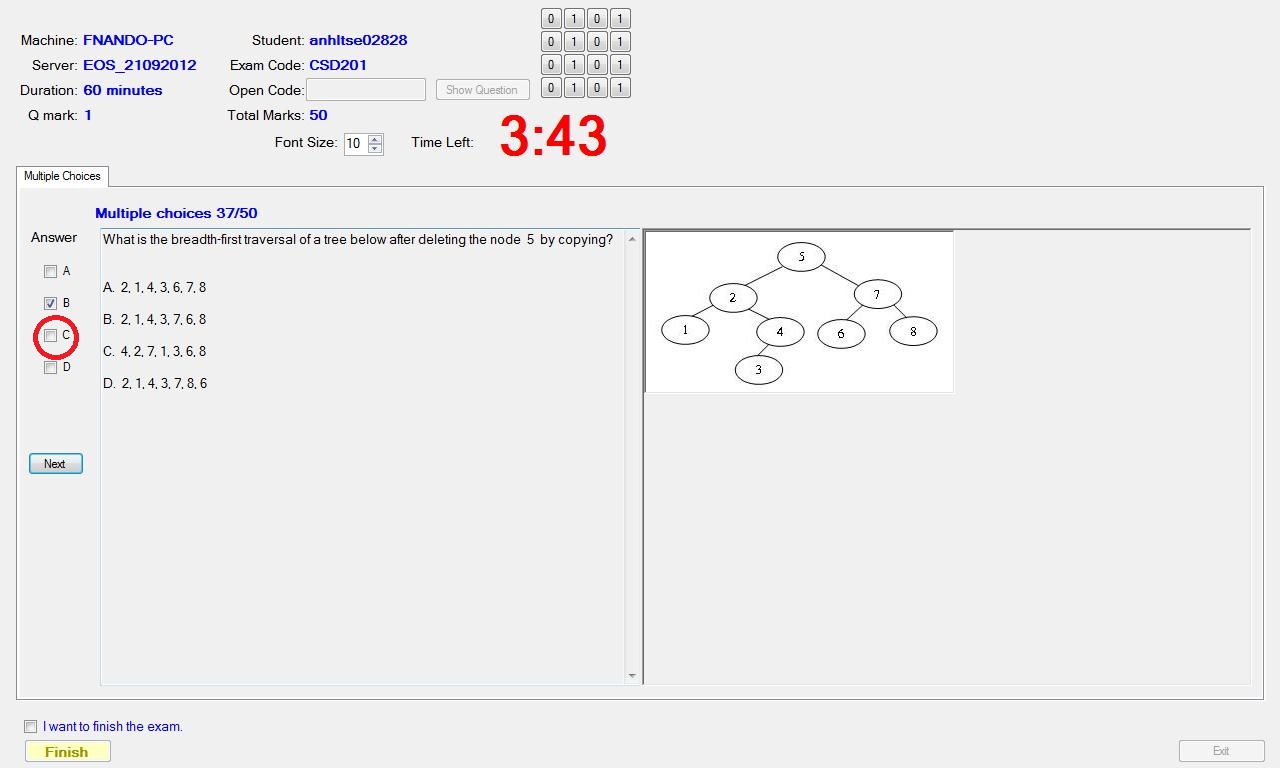 Machine: FNANDO-PC Student: anhltse02828
Server: EOS_21092012 Exam Code: CSD201
Duration: 60 minutes Open Code: Show Question
Q mark: 1 Total Marks: 50
0 1 0 1
0 1 0 1
0 1 0 1
0 1 0 1
Font Size: 10 Time Left: 3:43
Multiple Choices
Multiple choices 37/50
Answer
A
B
C
D
Next
What is the breadth-first traversal of a tree below after deleting the node 5 by copying?
A. 2, 1, 4, 3, 6, 7, 8
B. 2, 1, 4, 3, 7, 6, 8
C. 4, 2, 7, 1, 3, 6, 8
D. 2, 1, 4, 3, 7, 8, 6
5
2 7
1 4 6 8
3
I want to finish the exam.
Finish Exit